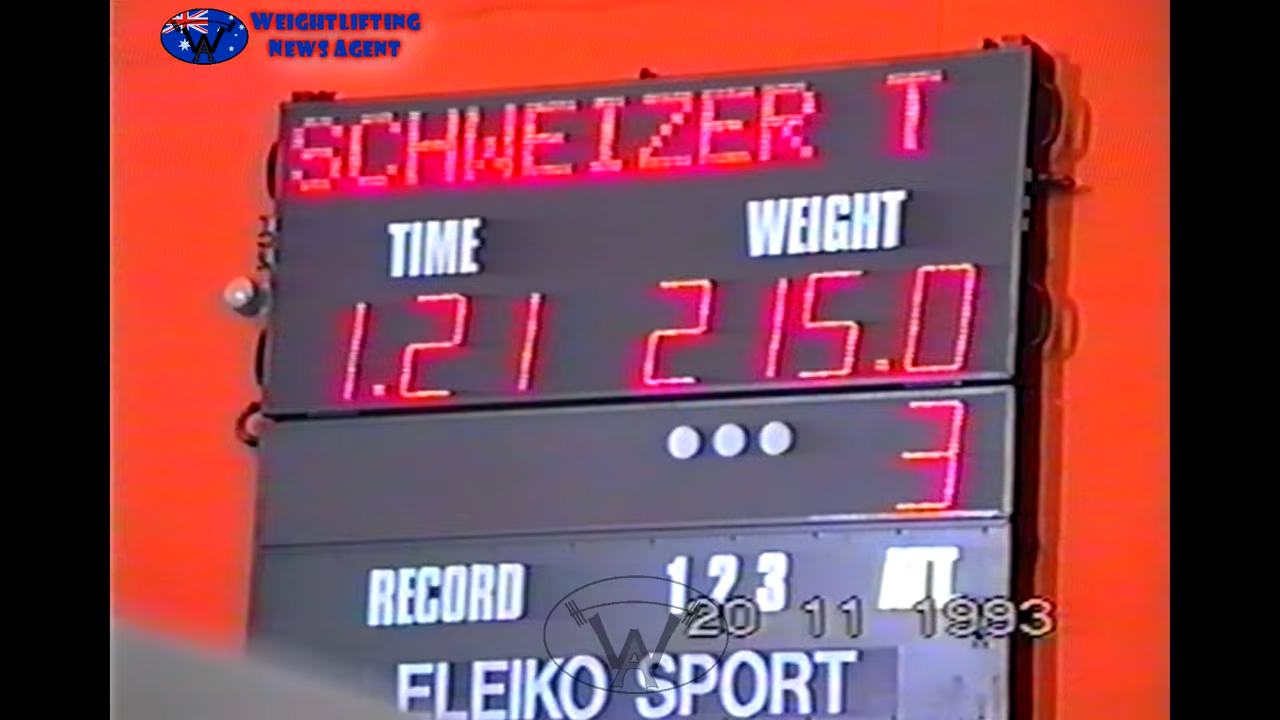 WEIGHTLIFTING
NEWS AGENT
SCHWEIZER T
TIME WEIGHT
1.21 215.0
3
RECORD 1 2 3 ATT
20 11 1993
ELEIKO SPORT